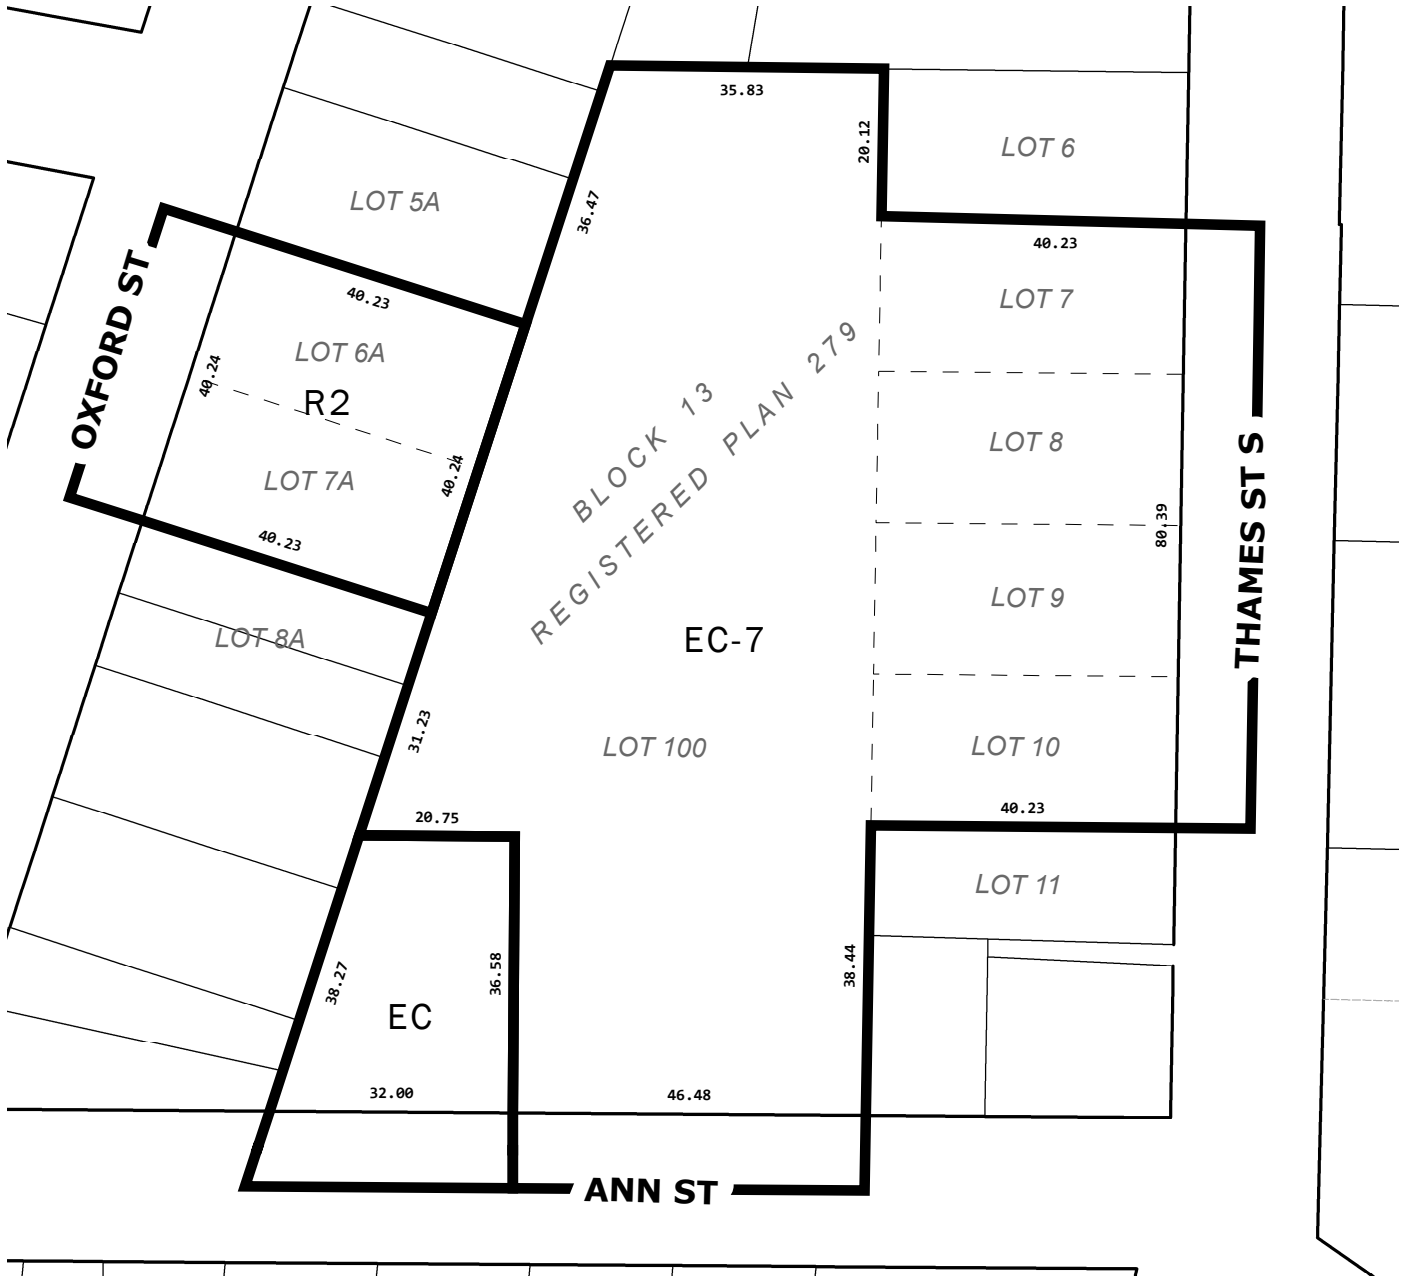 35.83
20.12
LOT 6
LOT 5A
36.47
40.23
40.23
LOT 7
OXFORD ST
LOT 6A
40.24
R2
BLOCK 13
REGISTERED PLAN 279
LOT 8
LOT 7A
40.24
80.39
THAMES ST S
40.23
LOT 9
LOT 8A
EC-7
31.23
LOT 100
LOT 10
20.75
40.23
LOT 11
38.27
36.58
38.44
EC
32.00
46.48
ANN ST